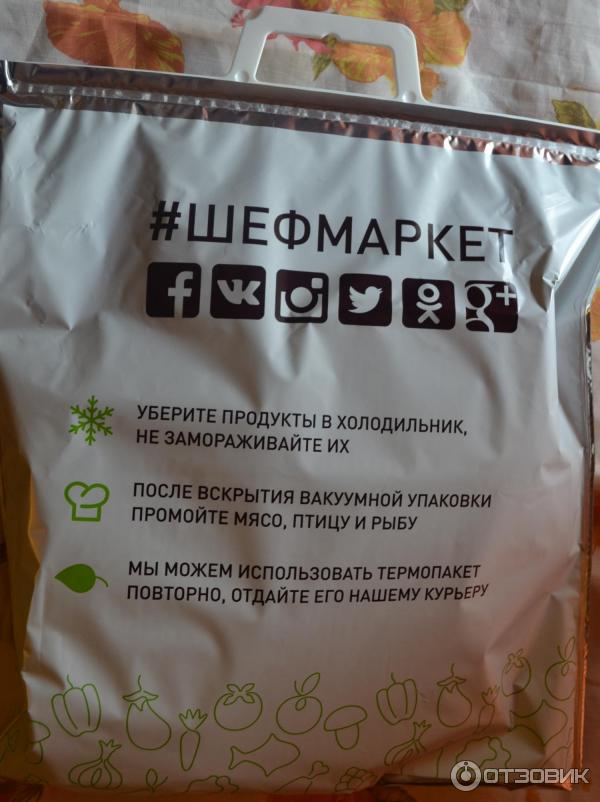 #ШЕФМАРКЕТ
УБЕРИТЕ ПРОДУКТЫ В ХОЛОДИЛЬНИК,
НЕ ЗАМОРАЖИВАЙТЕ ИХ
ПОСЛЕ ВСКРЫТИЯ ВАКУУМНОЙ УПАКОВКИ
ПРОМОЙТЕ МЯСО, ПТИЦУ И РЫБУ
МЫ МОЖЕМ ИСПОЛЬЗОВАТЬ ТЕРМОПАКЕТ
ПОВТОРНО, ОТДАЙТЕ ЕГО НАШЕМУ КУРЬЕРУ
ОТЗОВИК